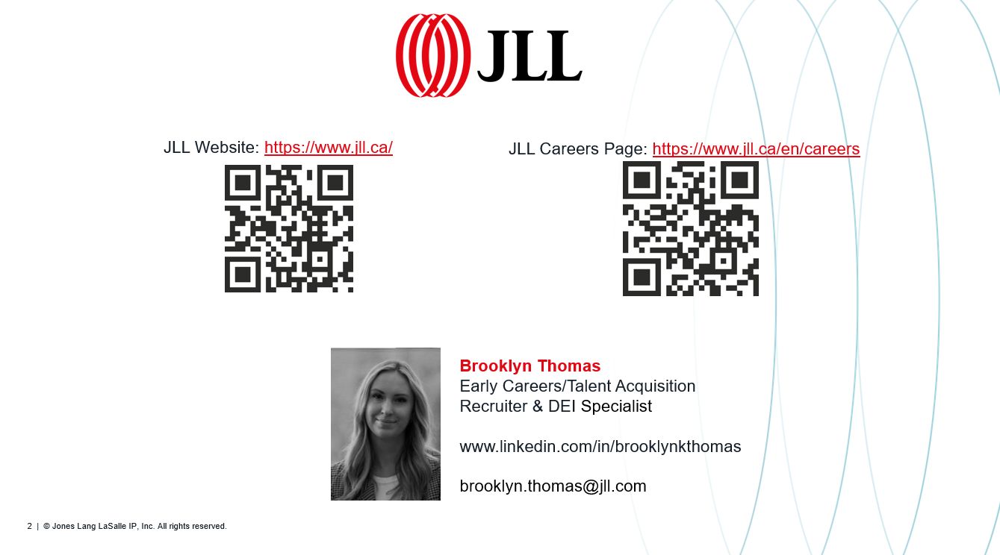 JLL
JLL Website: https://www.jll.ca/
JLL Careers Page: https://www.jll.ca/en/careers
Brooklyn Thomas
Early Careers/Talent Acquisition
Recruiter & DEI Specialist
www.linkedin.com/in/brooklynkthomas
brooklyn.thomas@jll.com
2 | © Jones Lang LaSalle IP, Inc. All rights reserved.